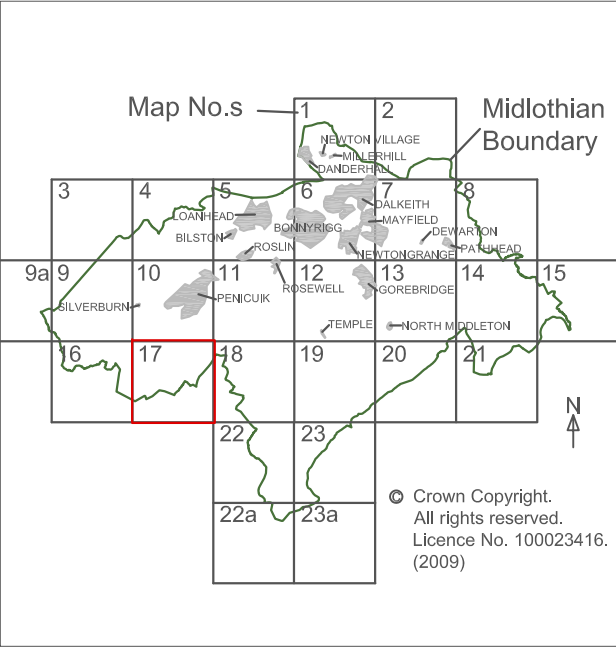 Map No.s
1
2
Midlothian
Boundary
NEWTON VILLAGE
MILLERHILL
DANDERHALL
3
4
5
6
7
8
LOANHEAD
BILSTON
ROSLIN
BONNYRIGG
DALKEITH
MAYFIELD
DEWARTON
PATHHEAD
NEWTONGRANGE
9a
9
10
11
12
13
14
15
SILVERBURN
PENICUIK
ROSEWELL
GOREBRIDGE
TEMPLE
NORTH MIDDLETON
16
17
18
19
20
21
N
22
23
© Crown Copyright.
All rights reserved.
Licence No. 100023416.
(2009)
22a
23a